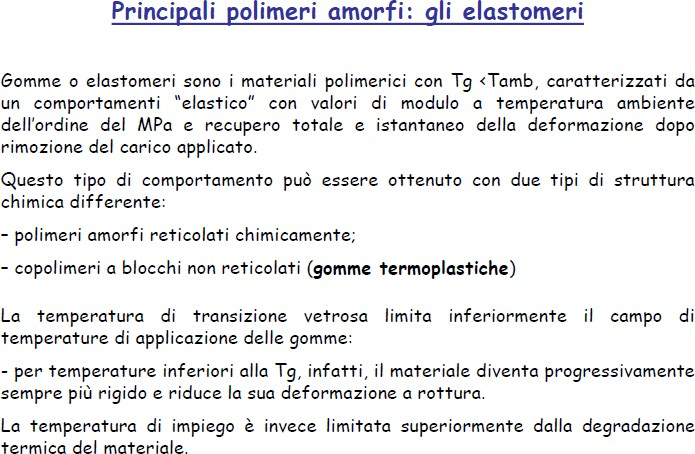 Principali polimeri amorfi: gli elastomeri
Gomme o elastomeri sono i materiali polimerici con Tg <Tamb, caratterizzati da
un comportamenti “elastico” con valori di modulo a temperatura ambiente
dell’ordine del MPa e recupero totale e istantaneo della deformazione dopo
rimozione del carico applicato.
Questo tipo di comportamento può essere ottenuto con due tipi di struttura
chimica differente:
– polimeri amorfi reticolati chimicamente;
– copolimeri a blocchi non reticolati (gomme termoplastiche)
La temperatura di transizione vetrosa limita inferiormente il campo di
temperature di applicazione delle gomme:
- per temperature inferiori alla Tg, infatti, il materiale diventa progressivamente
sempre più rigido e riduce la sua deformazione a rottura.
La temperatura di impiego è invece limitata superiormente dalla degradazione
termica del materiale.